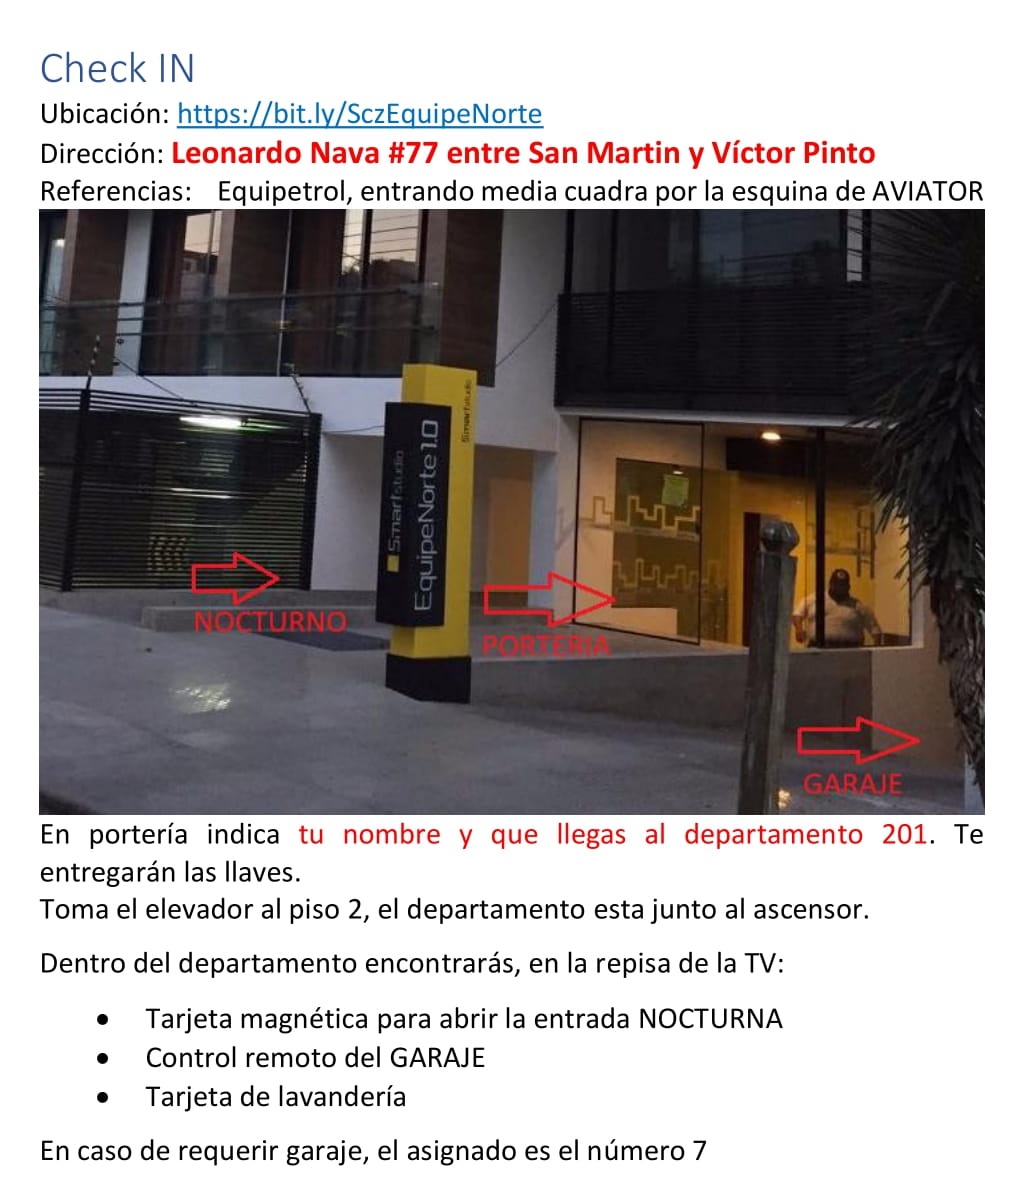 Check IN
Ubicación: https://bit.ly/SczEquipeNorte
Dirección: Leonardo Nava #77 entre San Martin y Víctor Pinto
Referencias: Equipetrol, entrando media cuadra por la esquina de AVIATOR
Smartstudio
EquipeNorte 1.0
Smartstudio
NOCTURNO
PORTERIA
GARAJE
En portería indica tu nombre y que llegas al departamento 201. Te
entregarán las llaves.
Toma el elevador al piso 2, el departamento esta junto al ascensor.
Dentro del departamento encontrarás, en la repisa de la TV:
• Tarjeta magnética para abrir la entrada NOCTURNA
• Control remoto del GARAJE
• Tarjeta de lavandería
En caso de requerir garaje, el asignado es el número 7